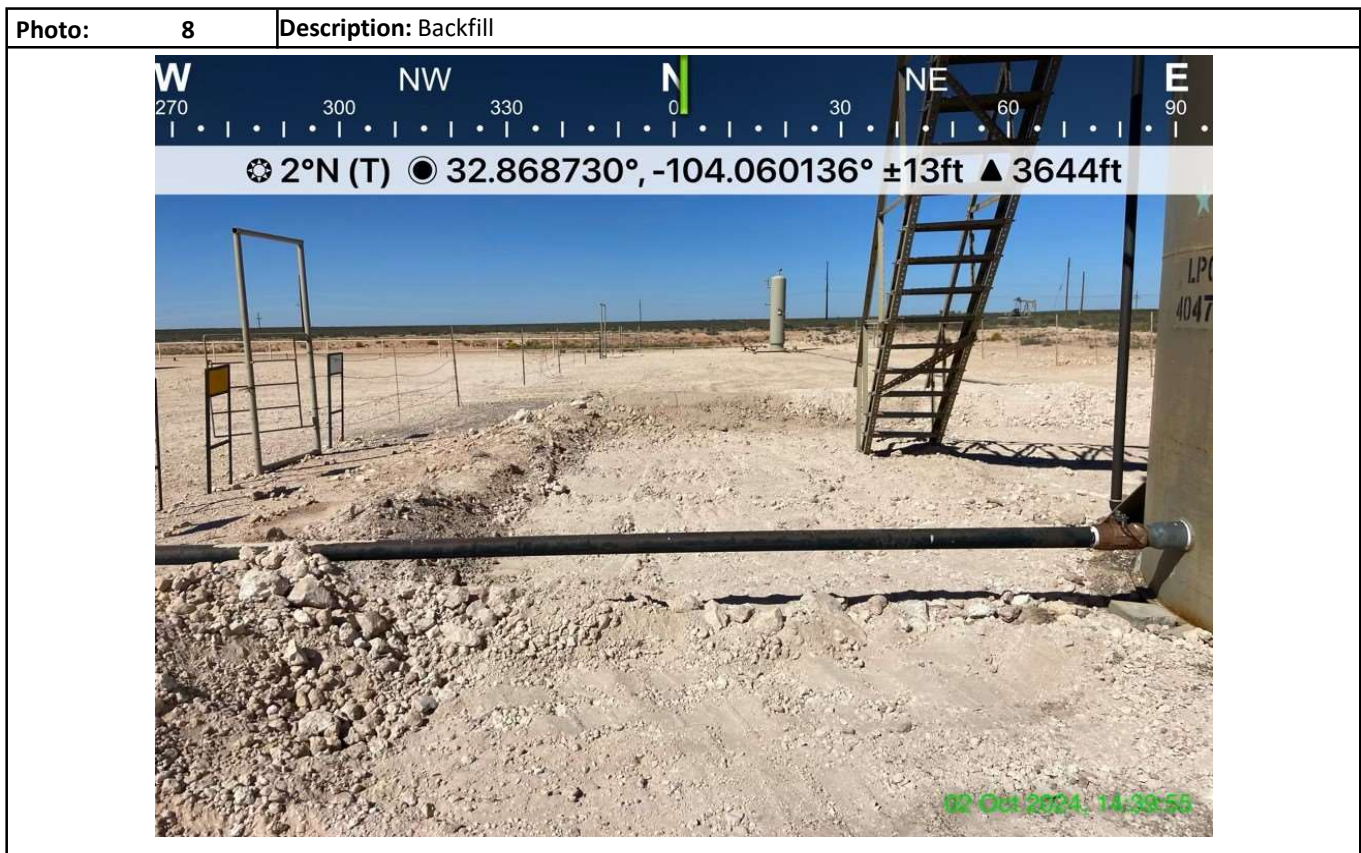 Photo: 8 Description: Backfill
W NW N NE E
270 300 330 0 30 60 90
2°N (T) 32.868730°, -104.060136° ±13ft ▲ 3644ft
4047
02 Oct 2024, 14:39:55